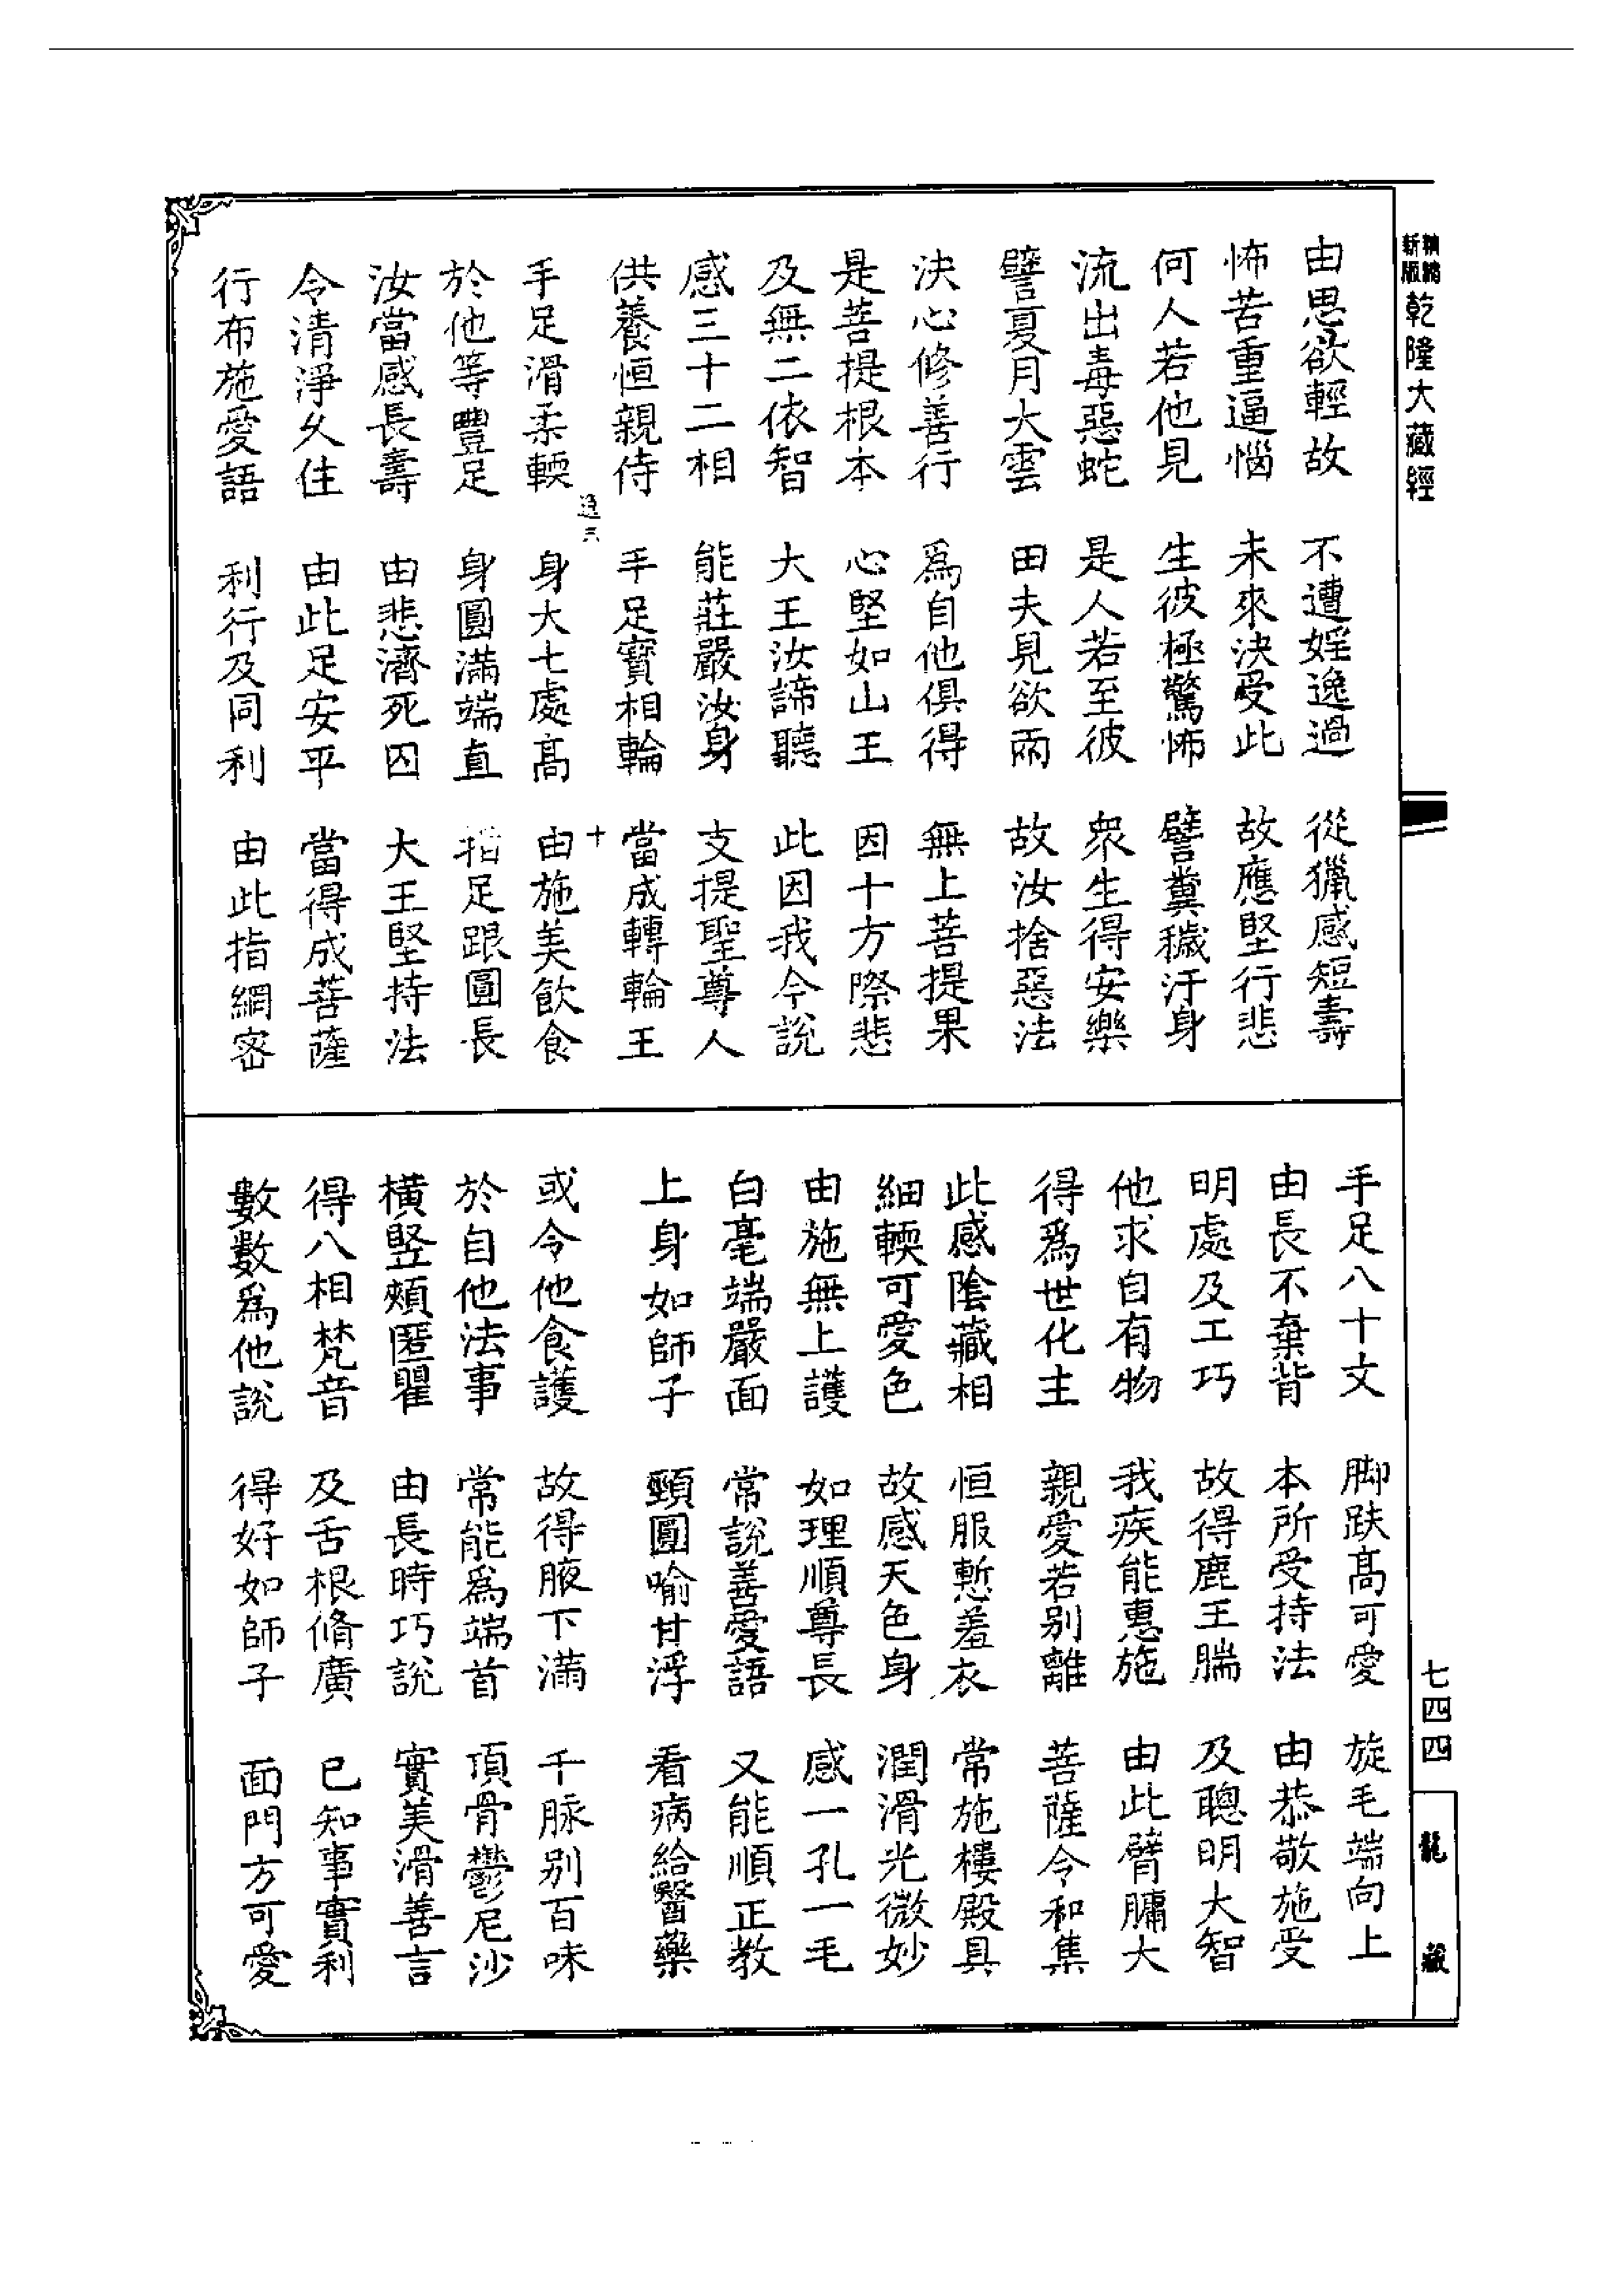 精縮
新版
乾隆大藏經
由思欲輕故　不遭婬逸過　從獵感短壽
怖苦重逼惱　未來決受此　故應堅行悲
何人若他見　生彼極驚怖　譬糞穢汙身
流出毒惡蛇　是人若至彼　衆生得安樂
譬夏月大雲　田夫見欲雨　故汝捨惡法
決心修善行　爲自他俱得　無上菩提果
是菩提根本　心堅如山王　因十方際悲
及無二依智　大王汝諦聽　此因我今說
感三十二相　能莊嚴汝身　支提聖尊人
供養恒親侍　手足寶相輪　當成轉輪王
十
手足滑柔輭　身大七處高　由施美飲食
於他等豐足　身圓滿端直　指足跟圓長
汝當感長壽　由悲濟死囚　大王堅持法
令清淨久住　由此足安平　當得成菩薩
行布施愛語　利行及同利　由此指網密
手足八十文　脚趺高可愛　旋毛端向上
由長不棄背　本所受持法　由恭敬施受
明處及工巧　故得鹿王腨　及聰明大智
他求自有物　我疾能惠施　由此臂𦟛大
得爲世化主　親愛若别離　菩薩令和集
此感陰藏相　恒服慙羞衣　常施樓殿具
細輭可愛色　故感天色身　潤滑光微妙
由施無上護　如理順尊長　感一孔一毛
白毫端嚴面　常說善愛語　又能順正教
上身如師子　頸圓喻甘浮　看病給醫藥
或令他食護　故得腋下滿　千脉别百味
於自他法事　常能爲端首　頂骨鬱尼沙
橫豎頰匿瞿　由長時巧說　實美滑善言
得八相梵音　及舌根脩廣　已知事實利
數數爲他說　得好如師子　面門方可愛
七四四
龍藏